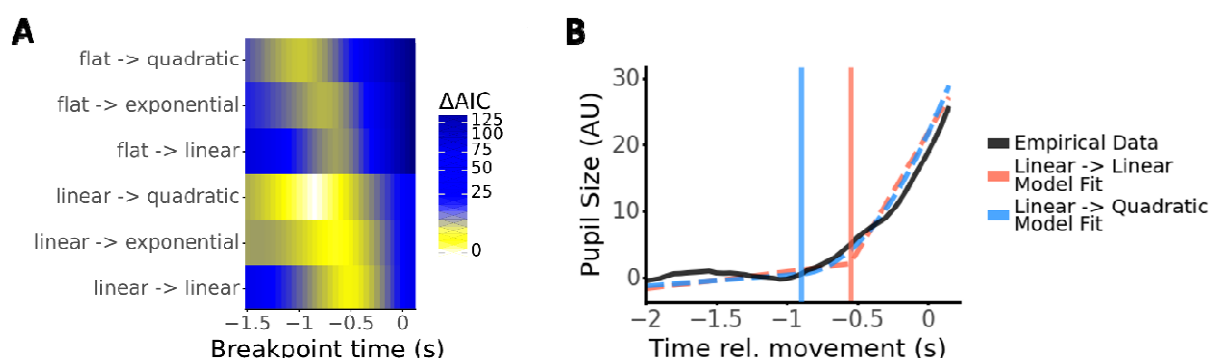 A
flat -> quadratic
flat -> exponential
flat -> linear
linear -> quadratic
linear -> exponential
linear -> linear
−1.5 −1 −0.5 0
Breakpoint time (s)
ΔAIC
125
100
75
50
25
0
B
Pupil Size (AU)
30
20
10
0
−2 −1.5 −1 −0.5 0
Time rel. movement (s)
Empirical Data
Linear -> Linear
Model Fit
Linear -> Quadratic
Model Fit